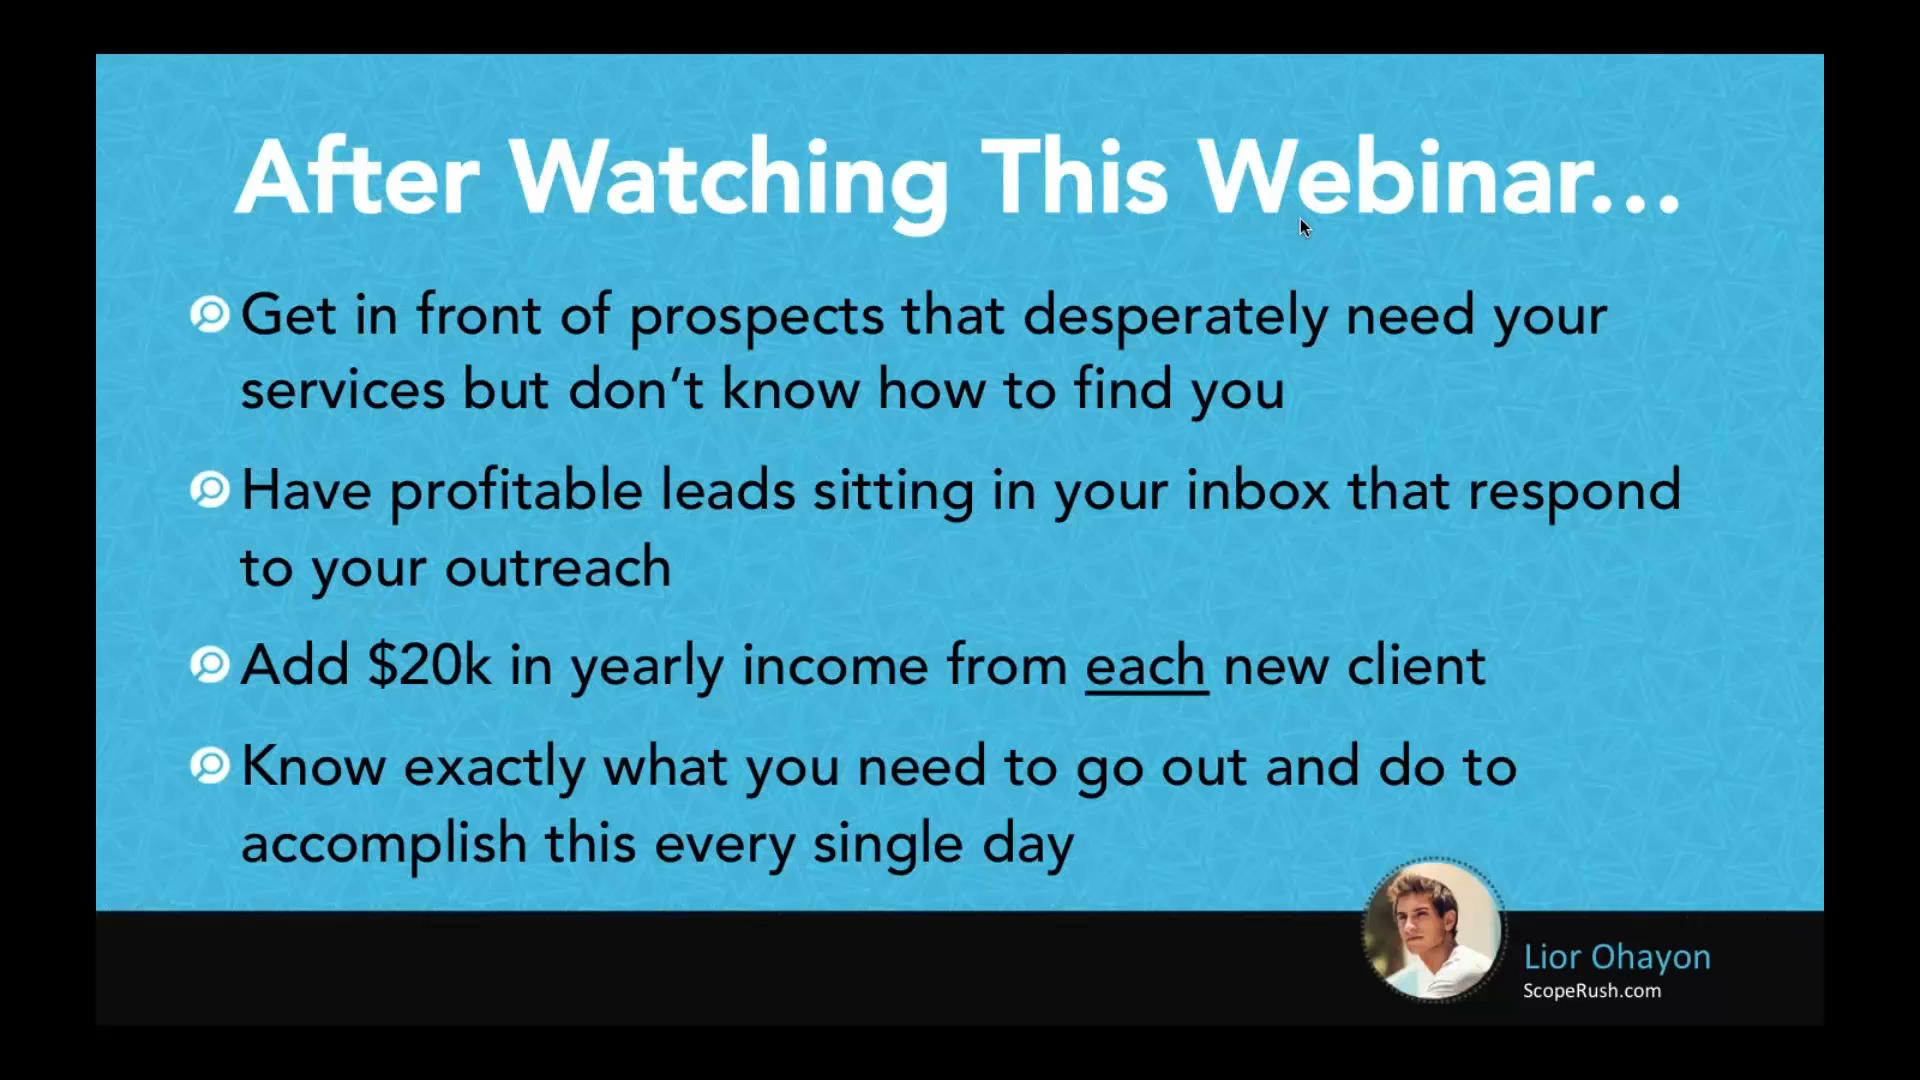 After Watching This Webinar...
Get in front of prospects that desperately need your
services but don’t know how to find you
Have profitable leads sitting in your inbox that respond
to your outreach
Add $20k in yearly income from each new client
Know exactly what you need to go out and do to
accomplish this every single day
Lior Ohayon
ScopeRush.com